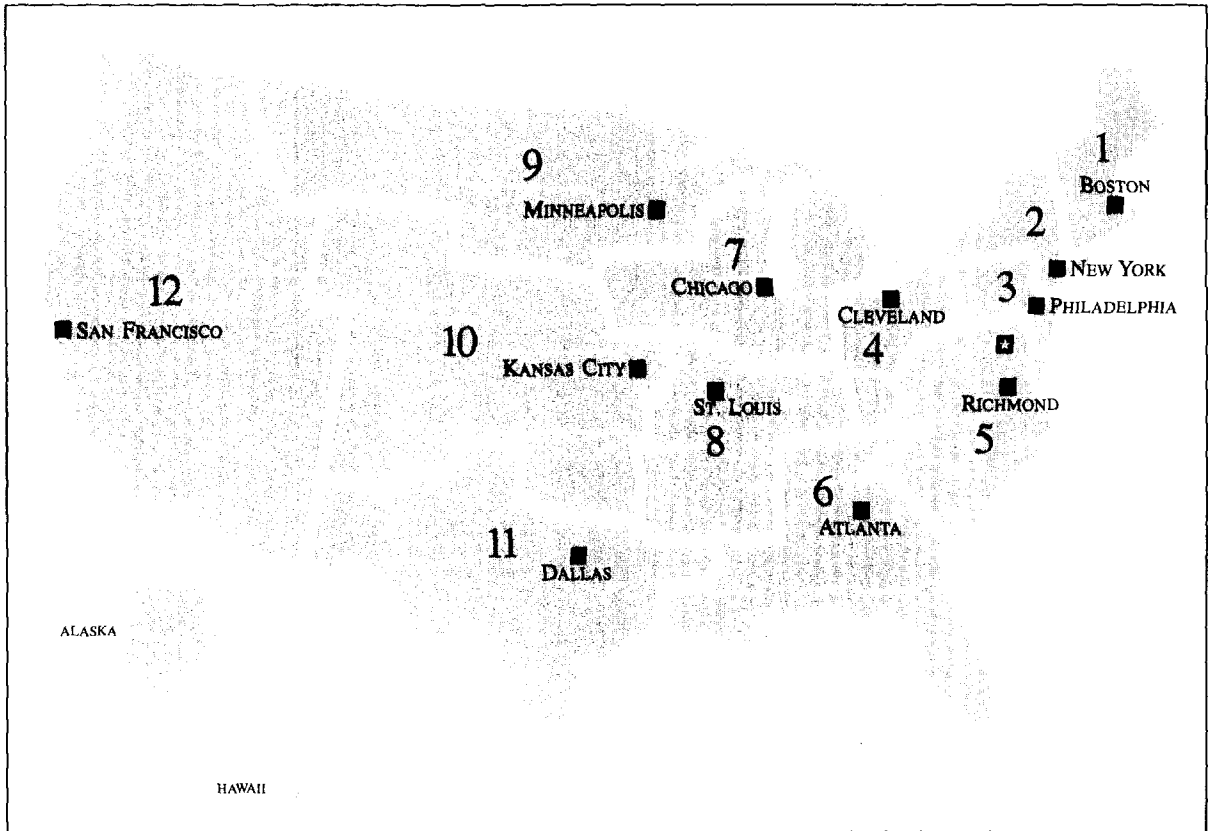 1
BOSTON
9
MINNEAPOLIS
2
7
NEW YORK
CHICAGO
3
12
CLEVELAND
PHILADELPHIA
SAN FRANCISCO
10
4
KANSAS CITY
ST. LOUIS
RICHMOND
8
5
6
ATLANTA
11
DALLAS
ALASKA
HAWAII